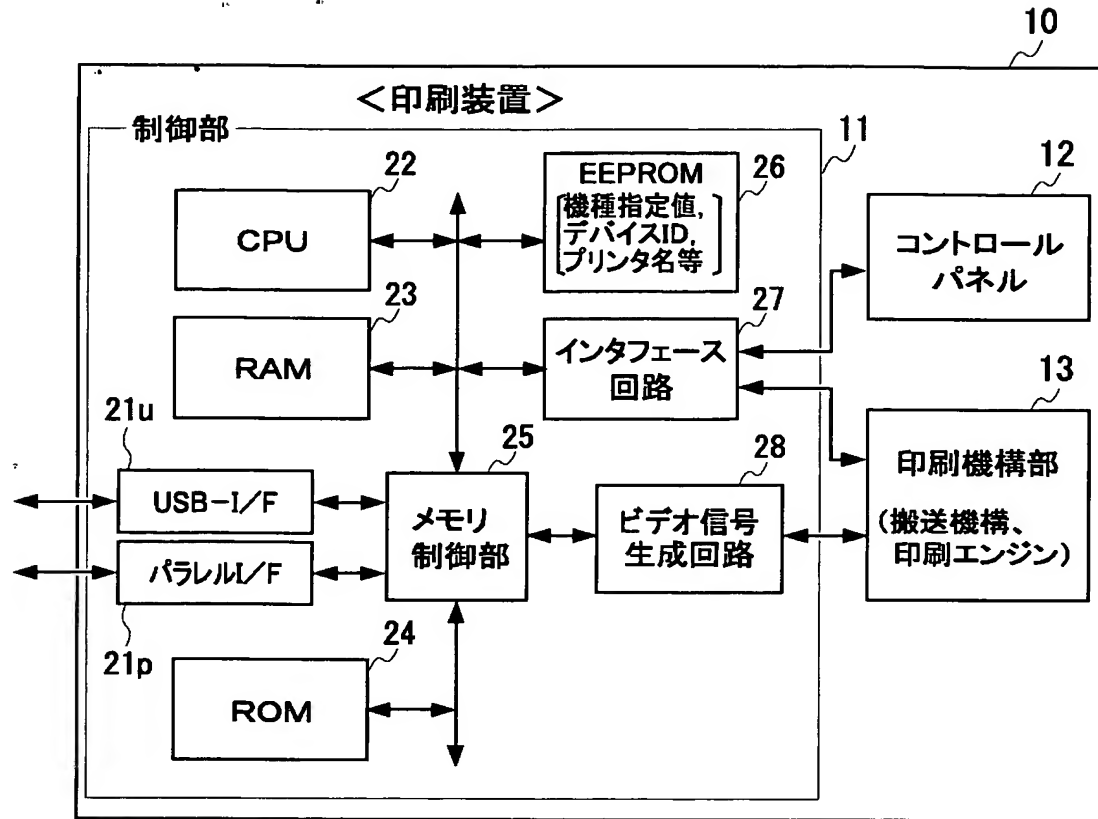 10
<印刷装置>
制御部
11
22
CPU
EEPROM
機種指定値,
デバイスID,
プリンタ名等
26
12
コントロール
パネル
23
RAM
27
インタフェース
回路
13
印刷機構部
(搬送機構、
印刷エンジン)
21u
USB-I/F
25
メモリ
制御部
28
ビデオ信号
生成回路
パラレルI/F
21p
24
ROM